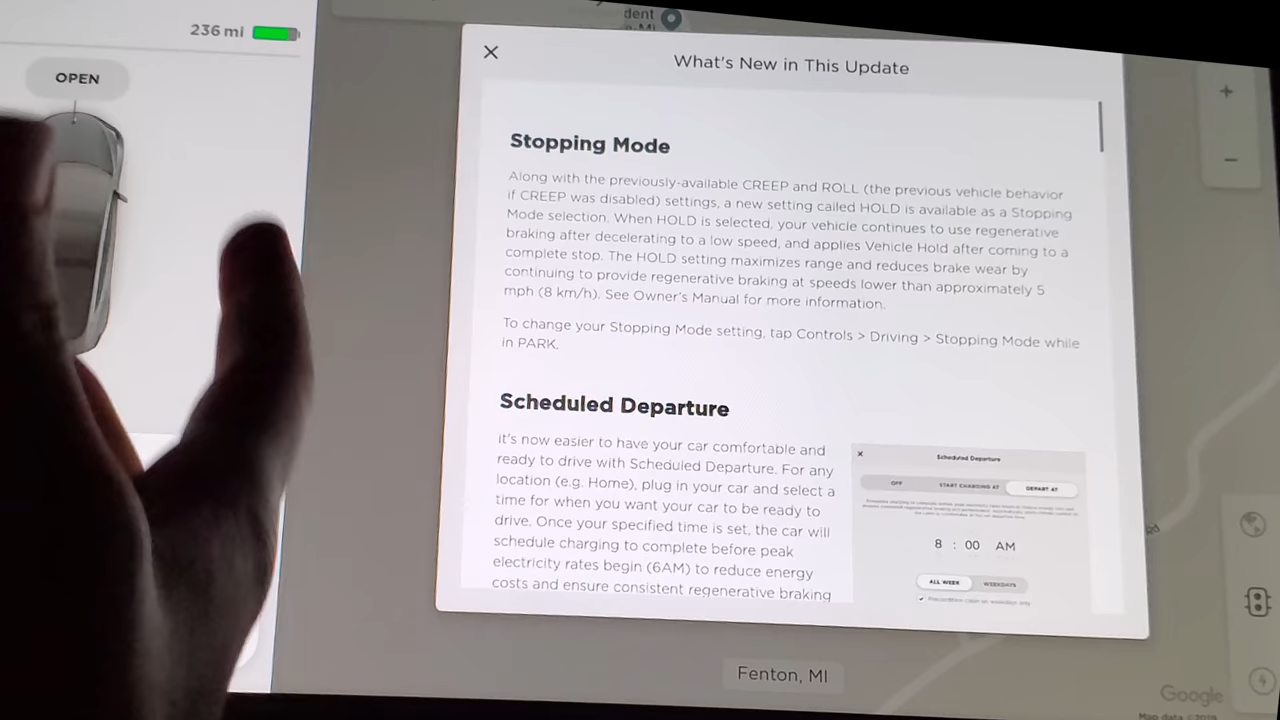 236 mi
OPEN
dent
What's New in This Update
Stopping Mode
Along with the previously-available CREEP and ROLL (the previous vehicle behavior
if CREEP was disabled) settings, a new setting called HOLD is available as a Stopping
Mode selection. When HOLD is selected, your vehicle continues to use regenerative
braking after decelerating to a low speed, and applies Vehicle Hold after coming to a
complete stop. The HOLD setting maximizes range and reduces brake wear by
continuing to provide regenerative braking at speeds lower than approximately 5
mph (8 km/h). See Owner's Manual for more information.
To change your Stopping Mode setting, tap Controls > Driving > Stopping Mode while
in PARK.
Scheduled Departure
It's now easier to have your car comfortable and
ready to drive with Scheduled Departure. For any
location (e.g. Home), plug in your car and select a
time for when you want your car to be ready to
drive. Once your specified time is set, the car will
schedule charging to complete before peak
electricity rates begin (6AM) to reduce energy
costs and ensure consistent regenerative braking
Scheduled Departure
OFF START CHARGING AT DEPART AT
8 : 00 AM
ALL WEEK WEEKDAYS
Precondition cabin on weekdays only
Rd
Fenton, MI
Google
Map data